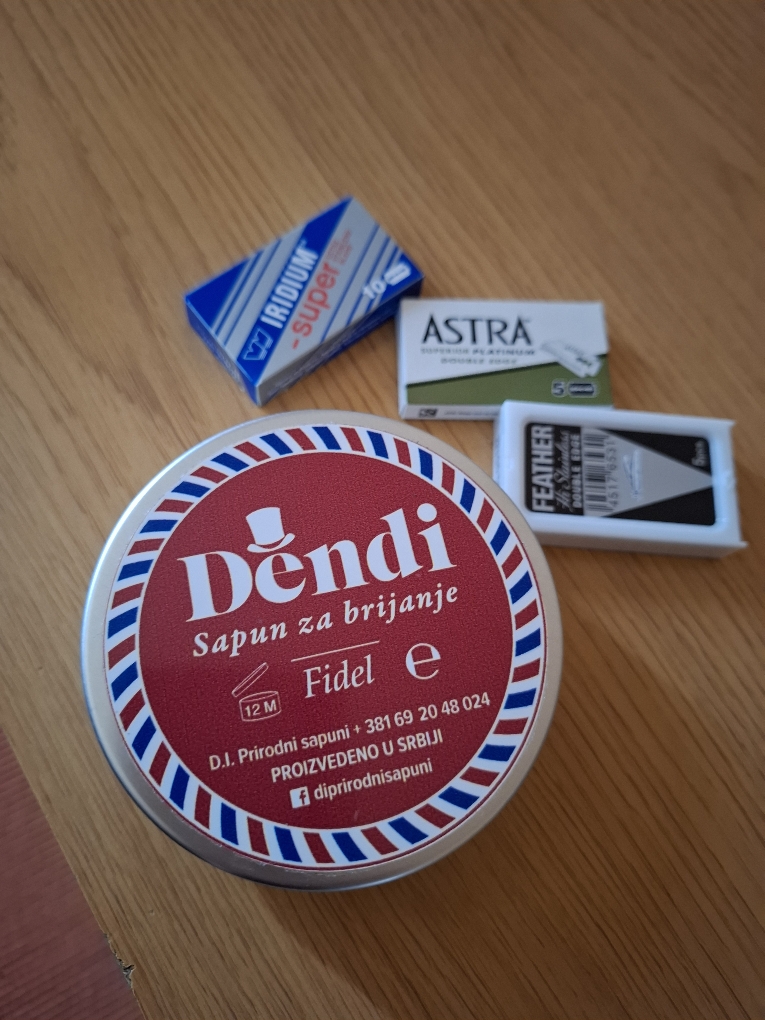 IRIDIUM
-super
ASTRA
SUPERIOR PLATINUM
DOUBLE EDGE
5
FEATHER
Hi-Stainless
DOUBLE EDGE
Dendi
Sapun za brijanje
12 M
Fidel
e
D.I. Prirodni sapuni + 381 69 20 48 024
PROIZVEDENO U SRBIJI
f diprirodnisapuni